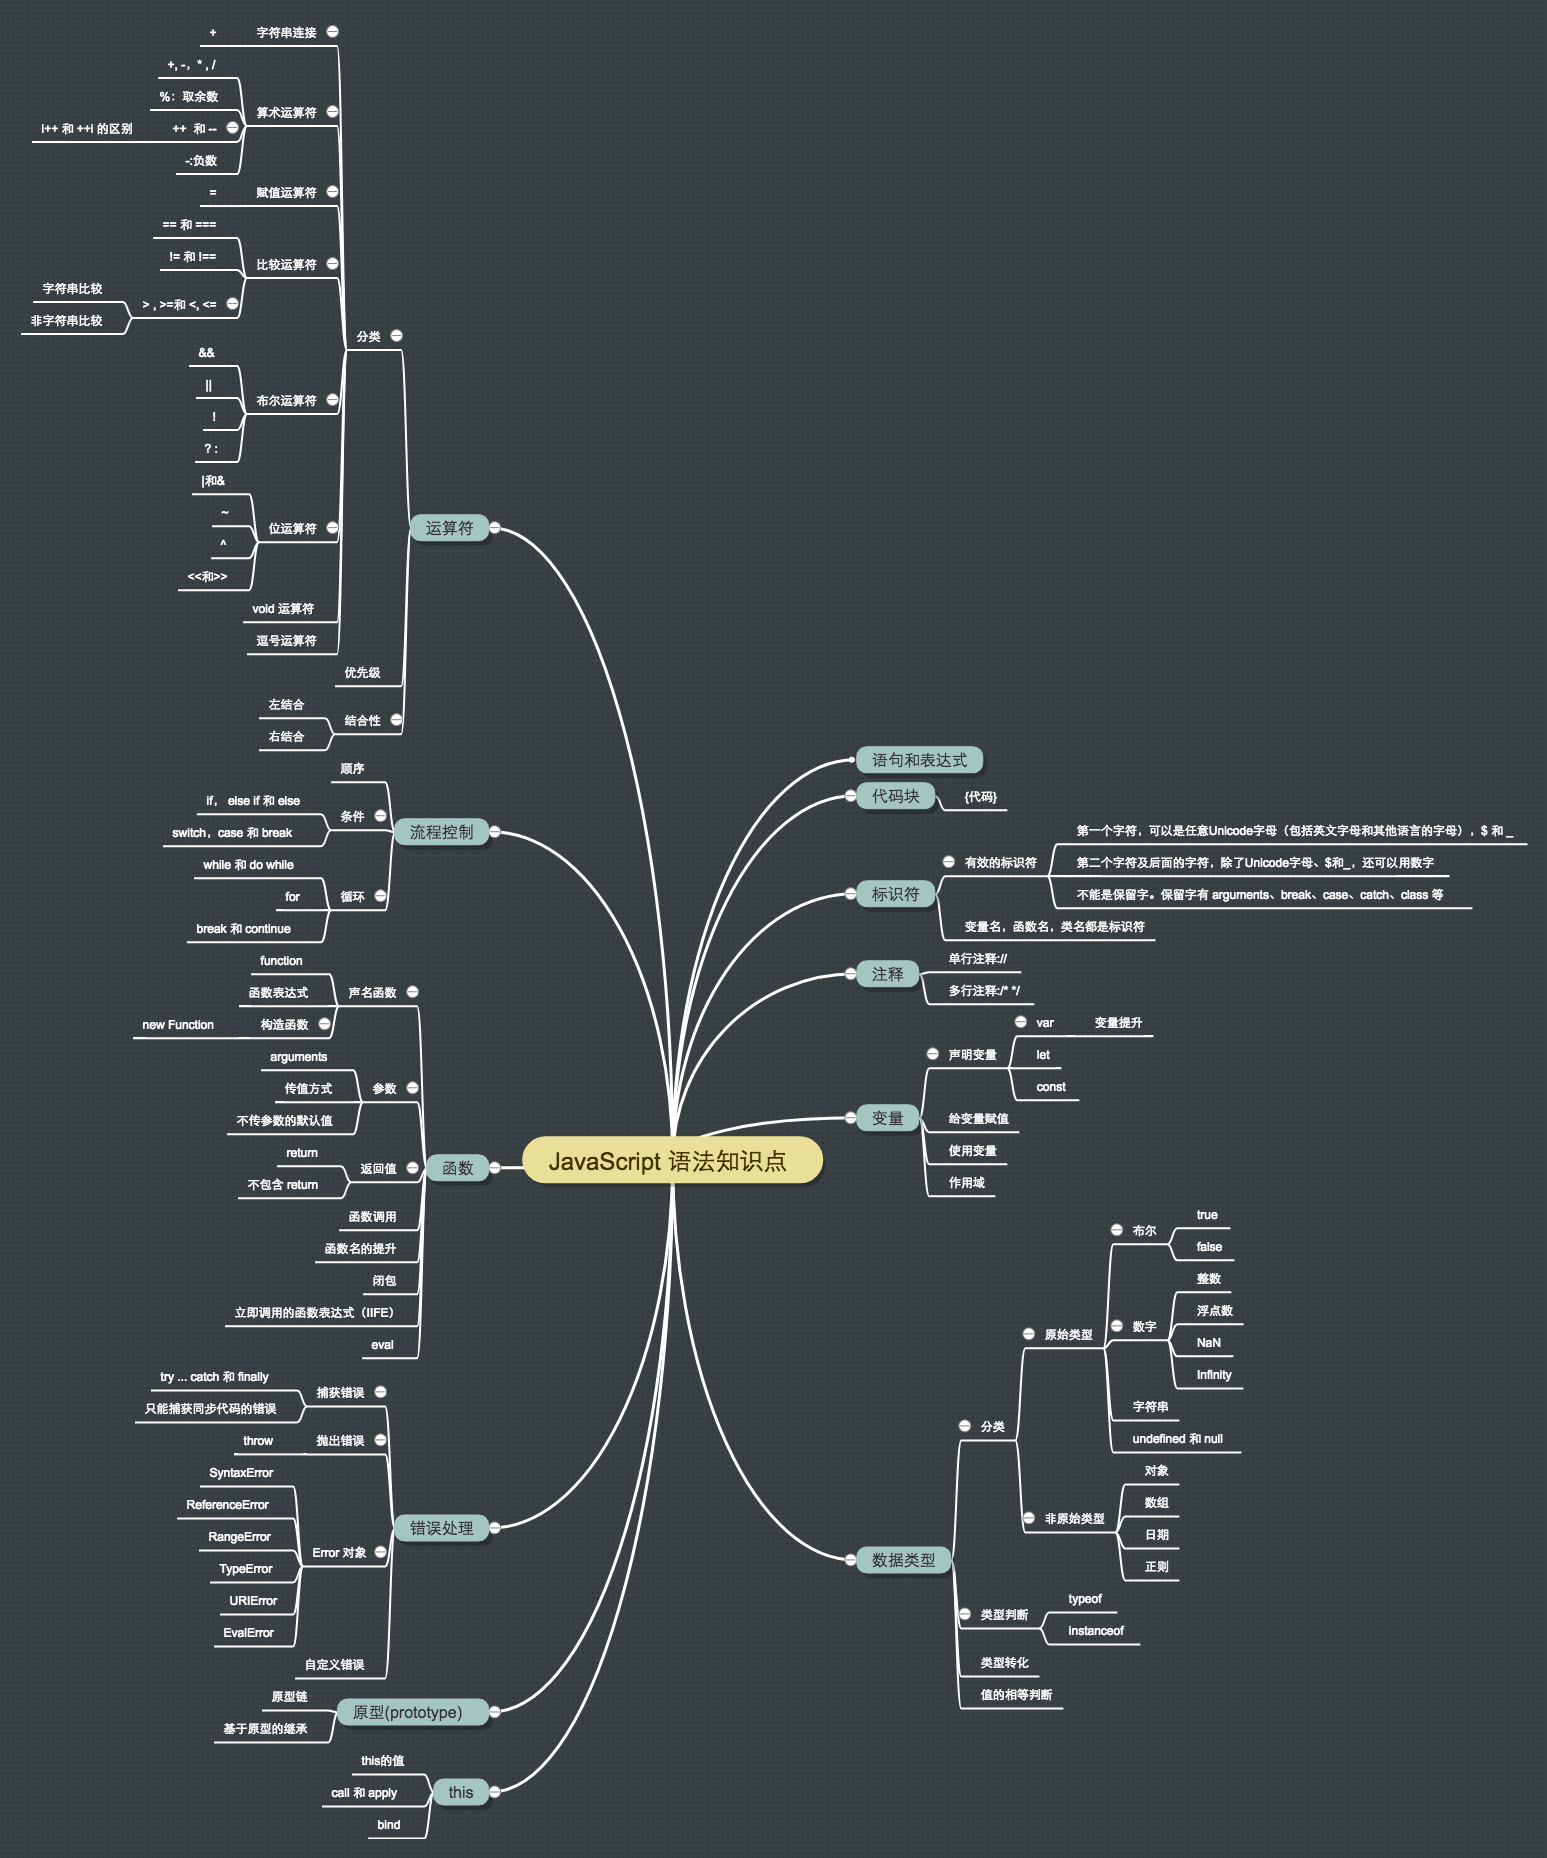 JavaScript 语法知识点
语句和表达式
代码块
{代码}
标识符
有效的标识符
第一个字符，可以是任意Unicode字母（包括英文字母和其他语言的字母），$ 和 _
第二个字符及后面的字符，除了Unicode字母、$和_，还可以用数字
不能是保留字。保留字有 arguments、break、case、catch、class 等
变量名，函数名，类名都是标识符
注释
单行注释://
多行注释:/* */
变量
声明变量
var
变量提升
let
const
给变量赋值
使用变量
作用域
数据类型
分类
原始类型
布尔
true
false
数字
整数
浮点数
NaN
Infinity
字符串
undefined 和 null
非原始类型
对象
数组
日期
正则
类型判断
typeof
instanceof
类型转化
值的相等判断
运算符
分类
字符串连接
+
算术运算符
+, -， * , /
%：取余数
++ 和 --
i++ 和 ++i 的区别
-:负数
赋值运算符
=
比较运算符
== 和 ===
!= 和 !==
> , >=和 <, <=
字符串比较
非字符串比较
布尔运算符
&&
||
!
? :
位运算符
|和&
~
^
<<和>>
void 运算符
逗号运算符
优先级
结合性
左结合
右结合
流程控制
顺序
条件
if， else if 和 else
switch，case 和 break
循环
while 和 do while
for
break 和 continue
函数
声名函数
function
函数表达式
构造函数
new Function
参数
arguments
传值方式
不传参数的默认值
返回值
return
不包含 return
函数调用
函数名的提升
闭包
立即调用的函数表达式（IIFE）
eval
错误处理
捕获错误
try ... catch 和 finally
只能捕获同步代码的错误
抛出错误
throw
Error 对象
SyntaxError
ReferenceError
RangeError
TypeError
URIError
EvalError
自定义错误
原型(prototype)
原型链
基于原型的继承
this
this的值
call 和 apply
bind